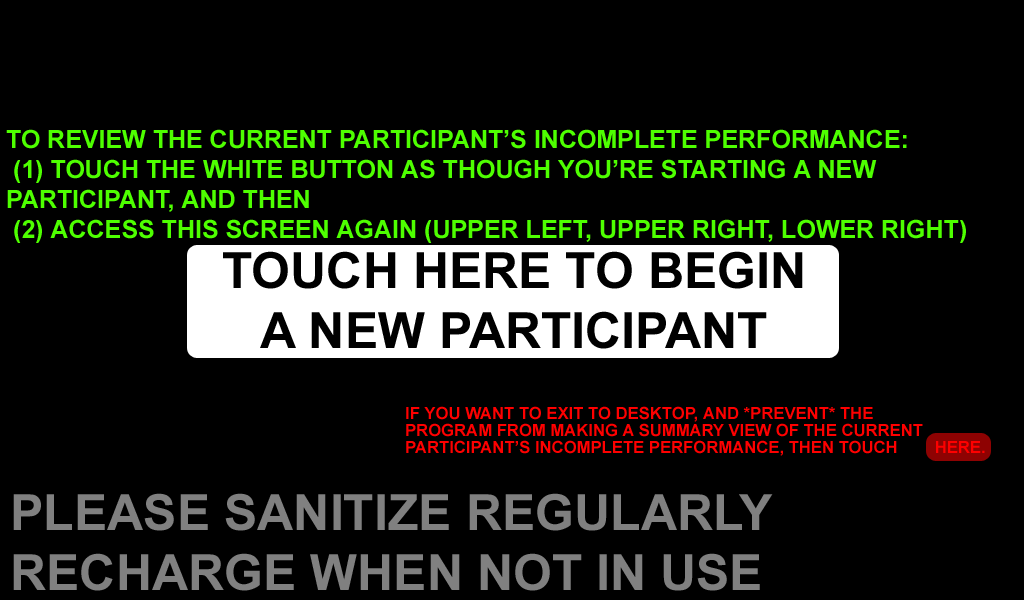 TO REVIEW THE CURRENT PARTICIPANT’S INCOMPLETE PERFORMANCE:
(1) TOUCH THE WHITE BUTTON AS THOUGH YOU’RE STARTING A NEW
PARTICIPANT, AND THEN
(2) ACCESS THIS SCREEN AGAIN (UPPER LEFT, UPPER RIGHT, LOWER RIGHT)
TOUCH HERE TO BEGIN
A NEW PARTICIPANT
IF YOU WANT TO EXIT TO DESKTOP, AND *PREVENT* THE
PROGRAM FROM MAKING A SUMMARY VIEW OF THE CURRENT
PARTICIPANT'S INCOMPLETE PERFORMANCE, THEN TOUCH HERE.
PLEASE SANITIZE REGULARLY
RECHARGE WHEN NOT IN USE